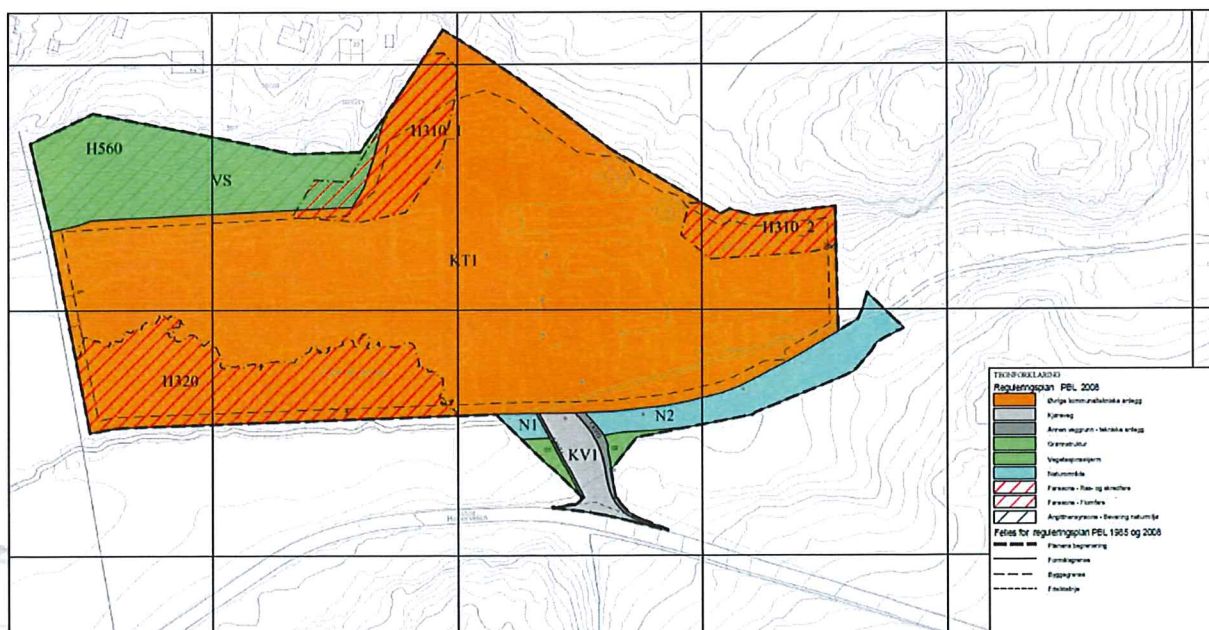 H560
VS
H310_1
H310_2
KT1
H320
N1
N2
KV1
TEGNFORKLARING
Reguleringsplan PBL 2008
Øvrige kommunaltekniske anlegg
Kjøreveg
Annen veggrunn - tekniske anlegg
Grønnstruktur
Vegetasjonsskjerm
Naturområde
Faresone - Ras- og skredfare
Faresone - Flomfare
Angitthensynsone - Bevaring naturmiljø
Felles for reguleringsplan PBL 1985 og 2008
Planens begrensning
Formålsgrense
Byggegrense
Frisiktslinje